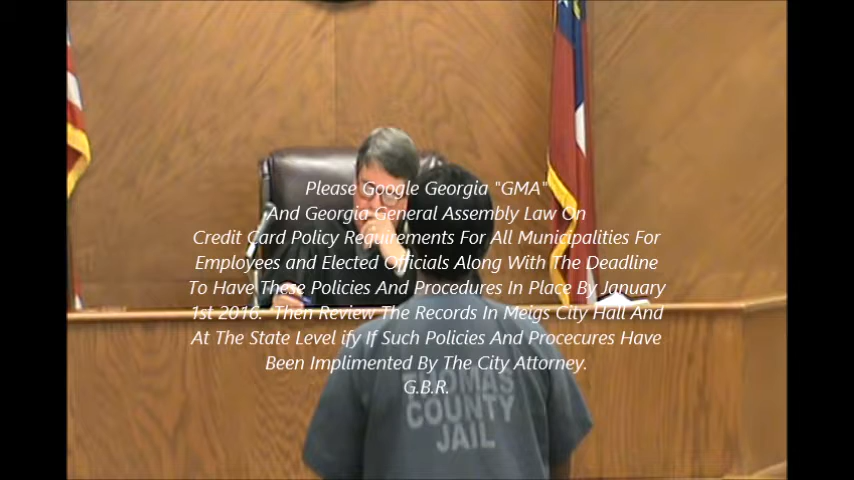 Please Google Georgia "GMA"
And Georgia General Assembly Law On
Credit Card Policy Requirements For All Municipalities For
Employees and Elected Officials Along With The Deadline
To Have These Policies And Procedures In Place By January
1st 2016.  Then Review The Records In Meigs City Hall And
At The State Level ify If Such Policies And Procecures Have
Been Implimented By The City Attorney.
G.B.R.
THOMAS
COUNTY
JAIL